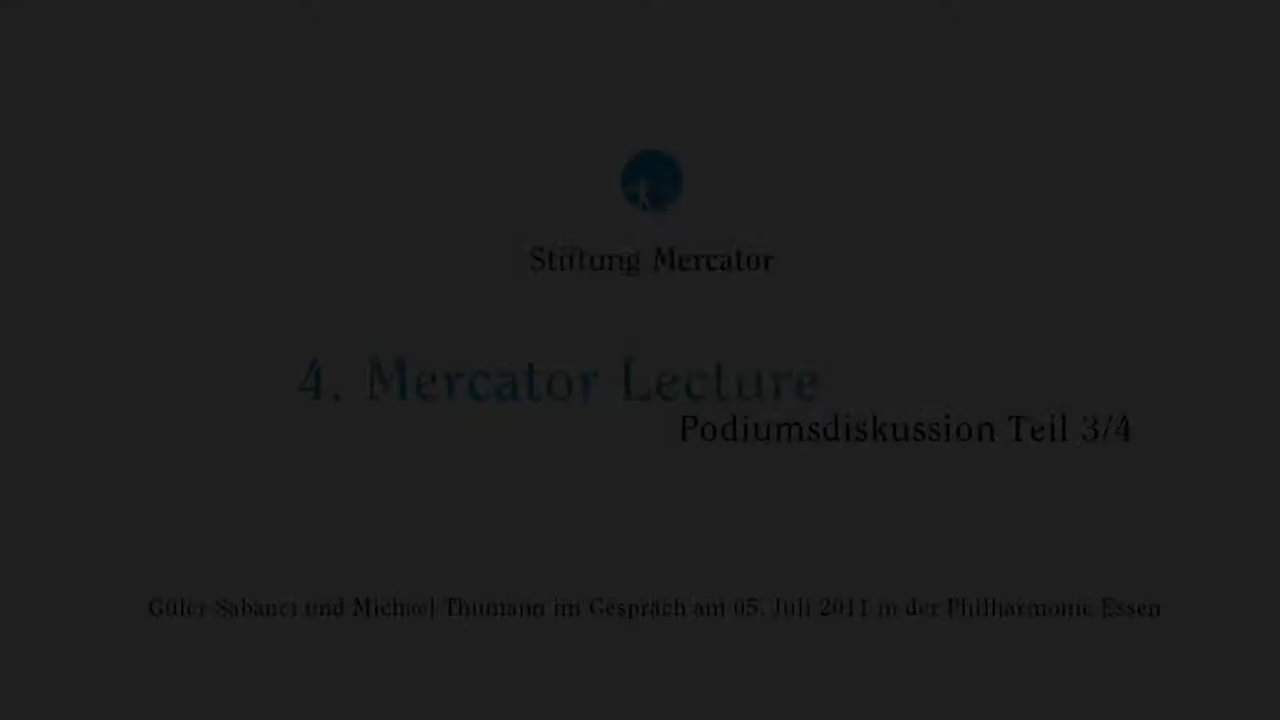 Stiftung Mercator
4. Mercator Lecture
Podiumsdiskussion Teil 3/4
Güler Sabanci und Michael Thumann im Gespräch am 05. Juli 2011 in der Philharmonie Essen